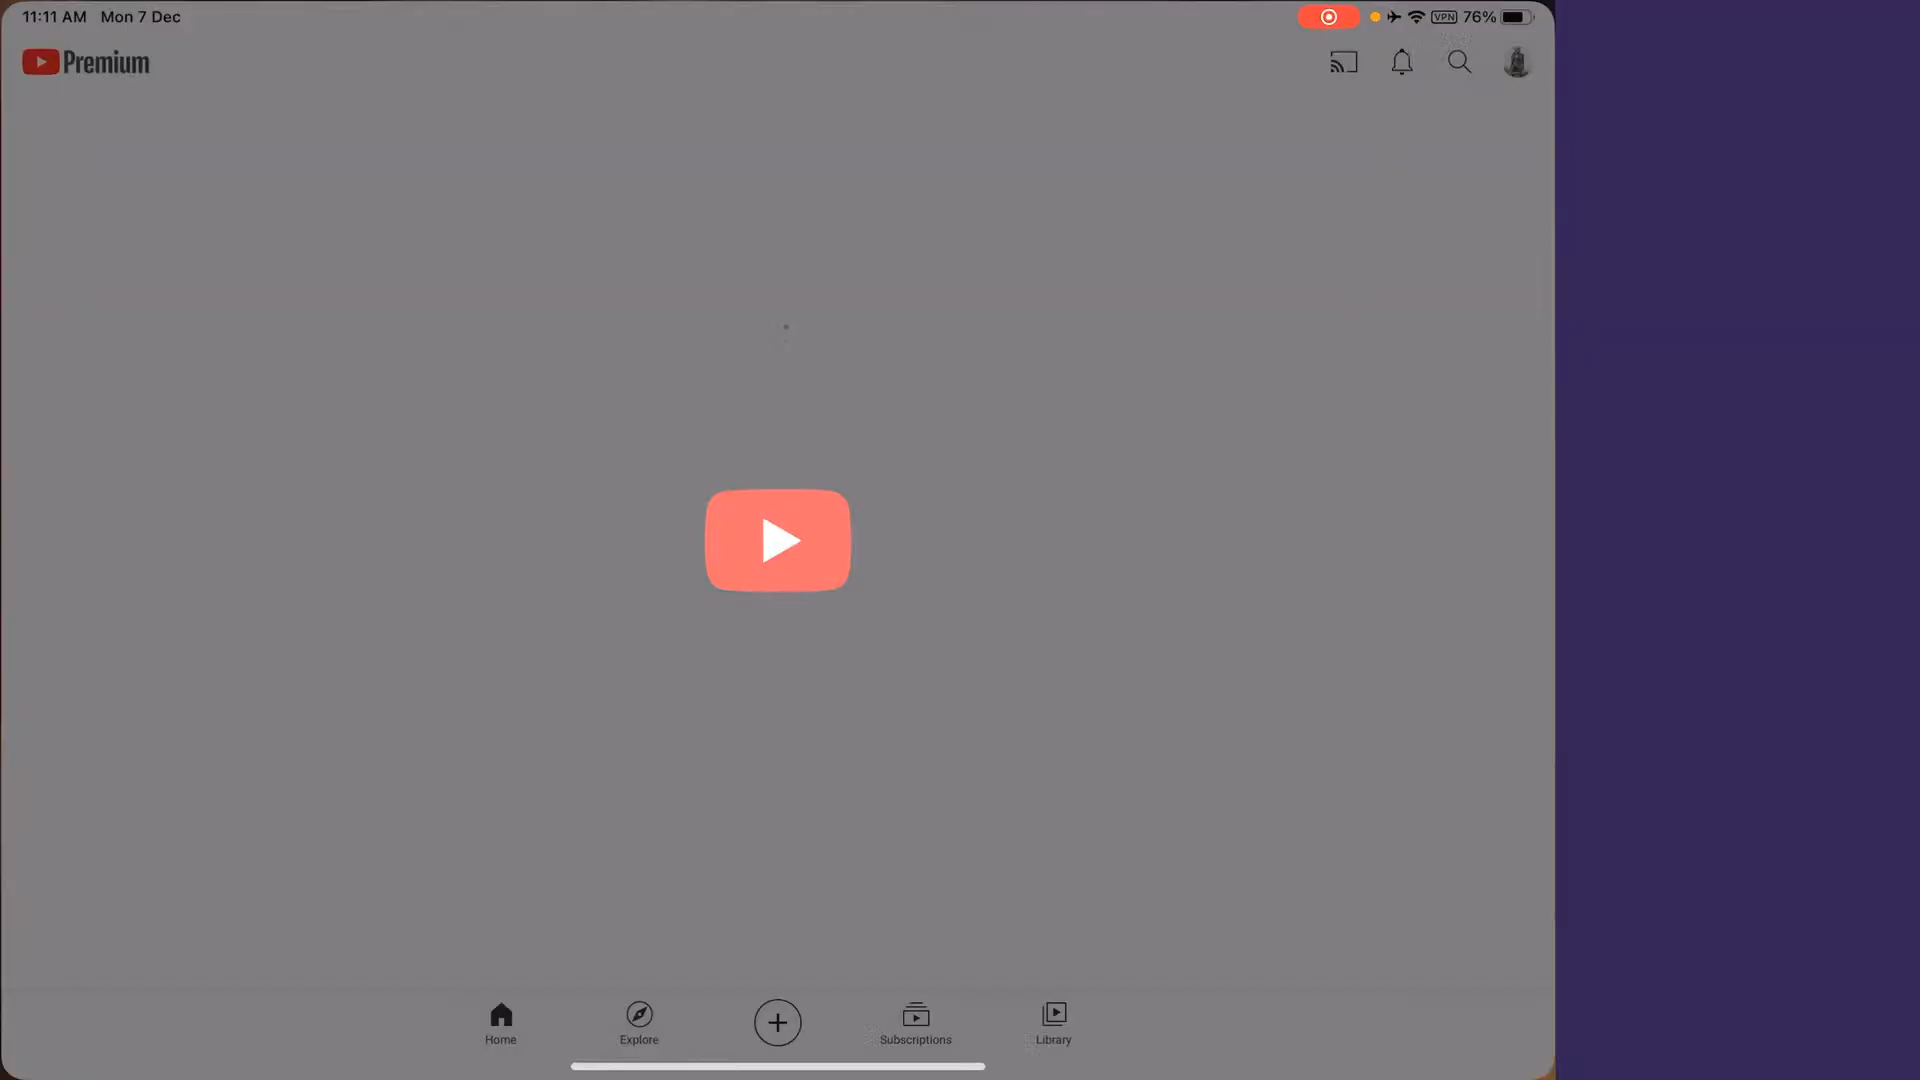 11:11 AM Mon 7 Dec
VPN 76%
Premium
Home
Explore
Subscriptions
Library